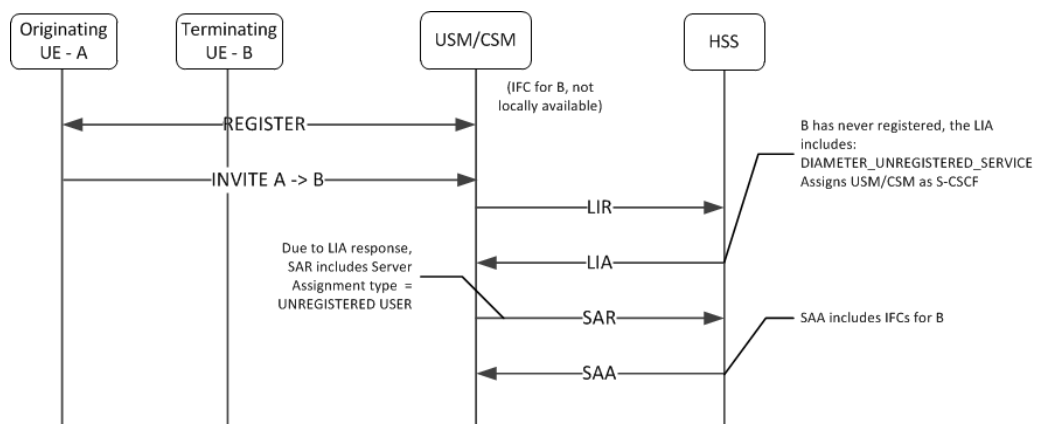 Originating
UE - A
Terminating
UE - B
USM/CSM
HSS
(IFC for B, not
locally available)
REGISTER
B has never registered, the LIA
includes:
DIAMETER_UNREGISTERED_SERVICE
Assigns USM/CSM as S-CSCF
INVITE A -> B
LIR
Due to LIA response,
SAR includes Server
Assignment type =
UNREGISTERED USER
LIA
SAR
SAA includes IFCs for B
SAA